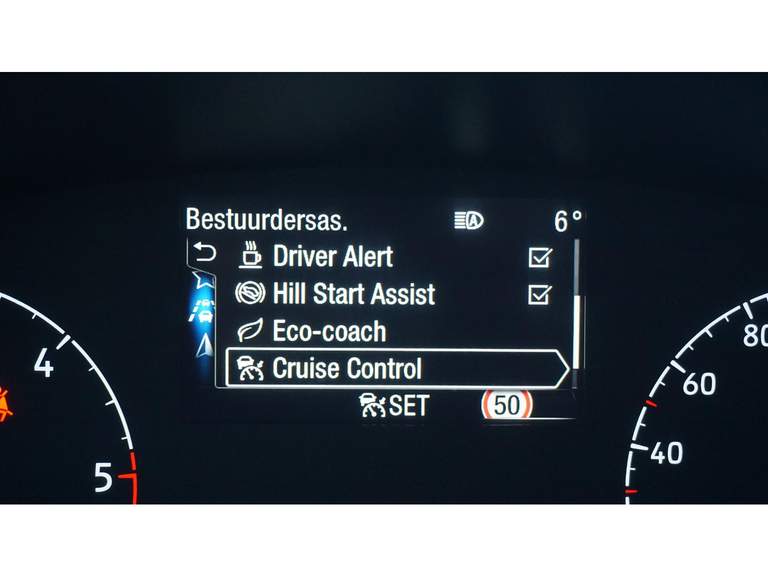 Bestuurdersas. A 6°
Driver Alert
Hill Start Assist
Eco-coach
Cruise Control
SET 50
4
5
80
60
40